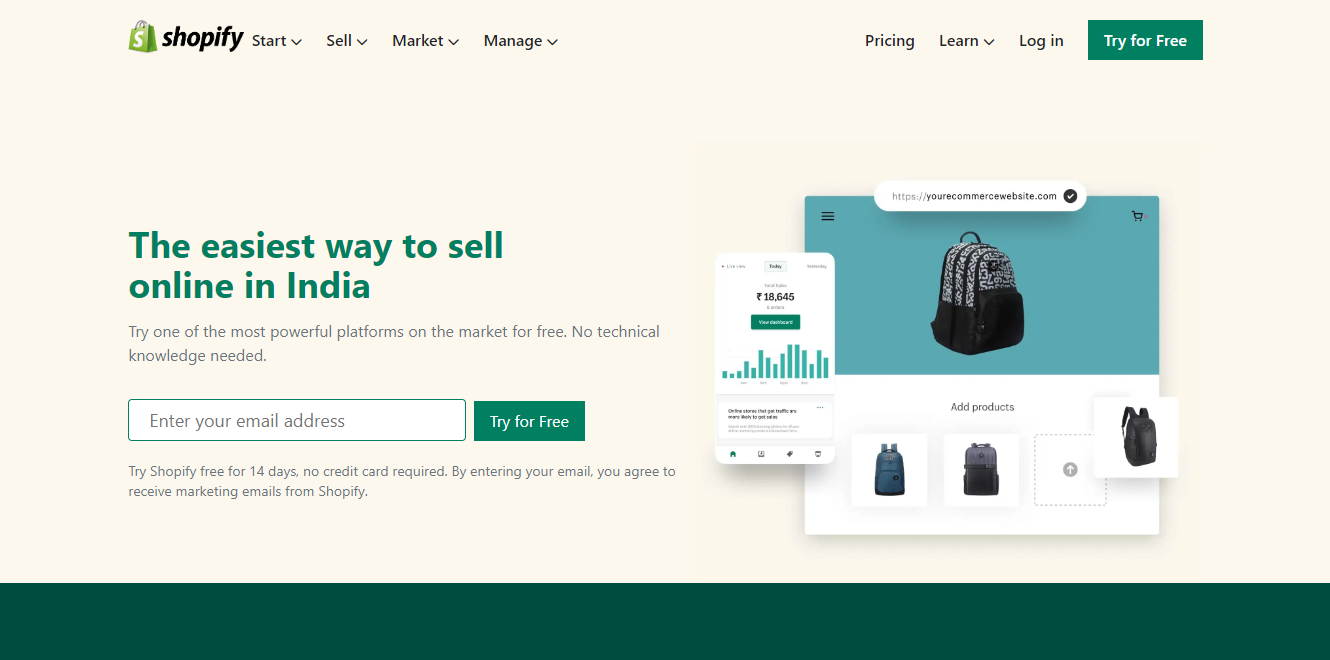 shopify Start Sell Market Manage Pricing Learn Log in Try for Free
The easiest way to sell
online in India
Try one of the most powerful platforms on the market for free. No technical
knowledge needed.
Enter your email address Try for Free
Try Shopify free for 14 days, no credit card required. By entering your email, you agree to
receive marketing emails from Shopify.
https://yourecommercewebsite.com
Live view Today Yesterday
Total Sales
₹ 18,645
View dashboard
Online stores that get traffic are
more likely to get sales
Add products